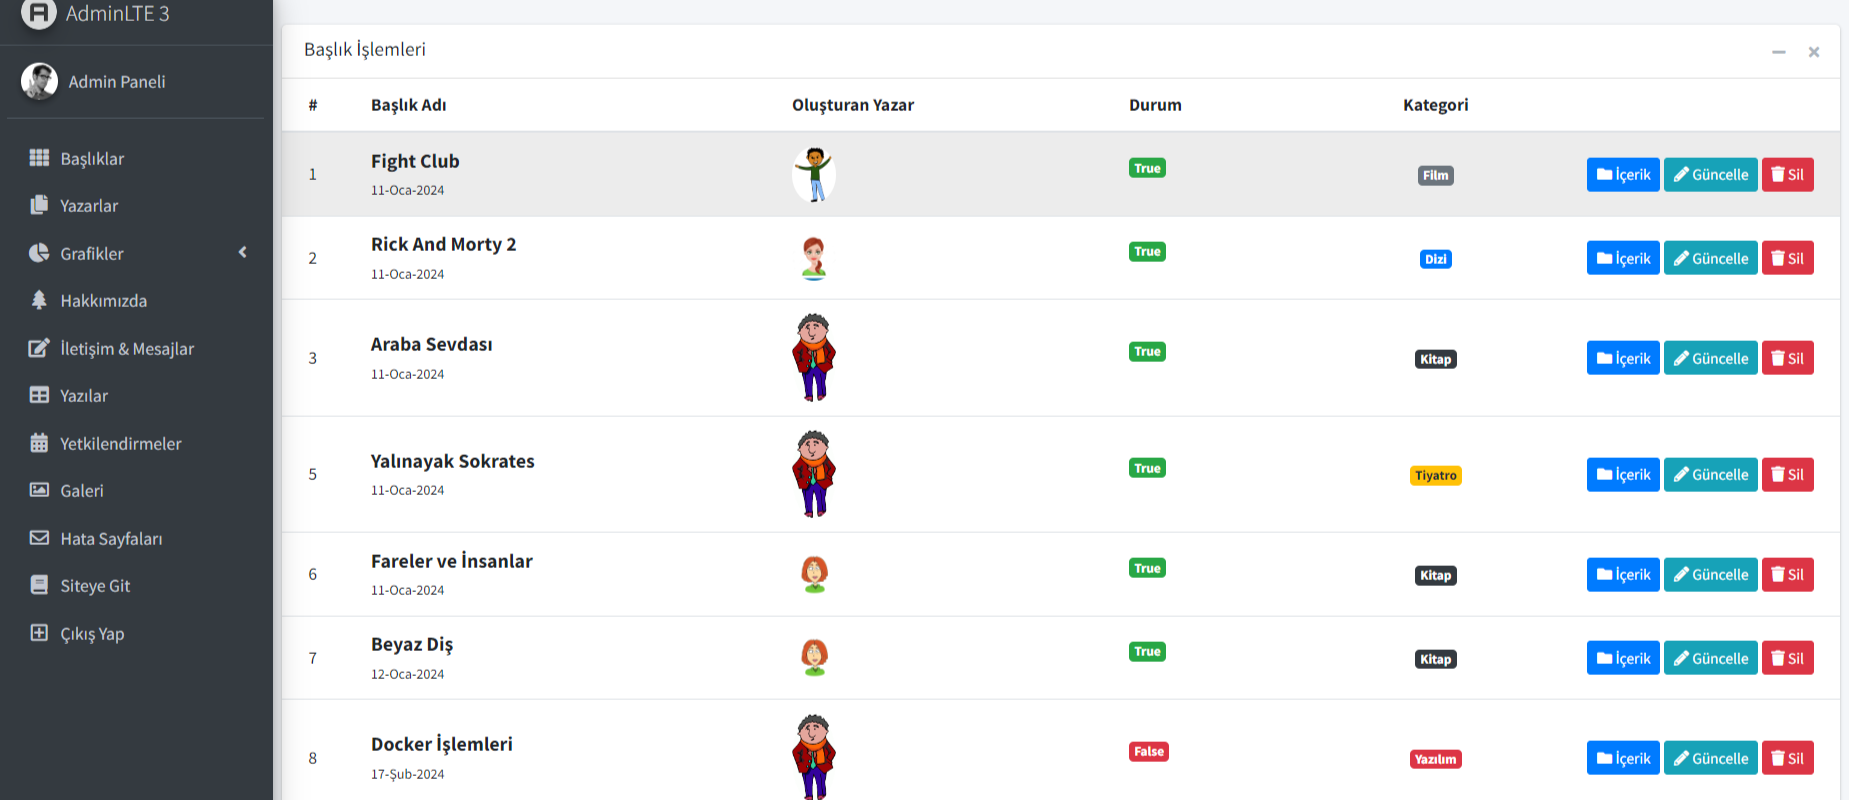 AdminLTE 3
Admin Paneli
Başlıklar
Yazarlar
Grafikler
Hakkımızda
İletişim & Mesajlar
Yazılar
Yetkilendirmeler
Galeri
Hata Sayfaları
Siteye Git
Çıkış Yap
Başlık İşlemleri
# Başlık Adı Oluşturan Yazar Durum Kategori
1 Fight Club True Film İçerik Güncelle Sil
11-Oca-2024
2 Rick And Morty 2 True Dizi İçerik Güncelle Sil
11-Oca-2024
3 Araba Sevdası True Kitap İçerik Güncelle Sil
11-Oca-2024
5 Yalınayak Sokrates True Tiyatro İçerik Güncelle Sil
11-Oca-2024
6 Fareler ve İnsanlar True Kitap İçerik Güncelle Sil
11-Oca-2024
7 Beyaz Diş True Kitap İçerik Güncelle Sil
12-Oca-2024
8 Docker İşlemleri False Yazılım İçerik Güncelle Sil
17-Şub-2024